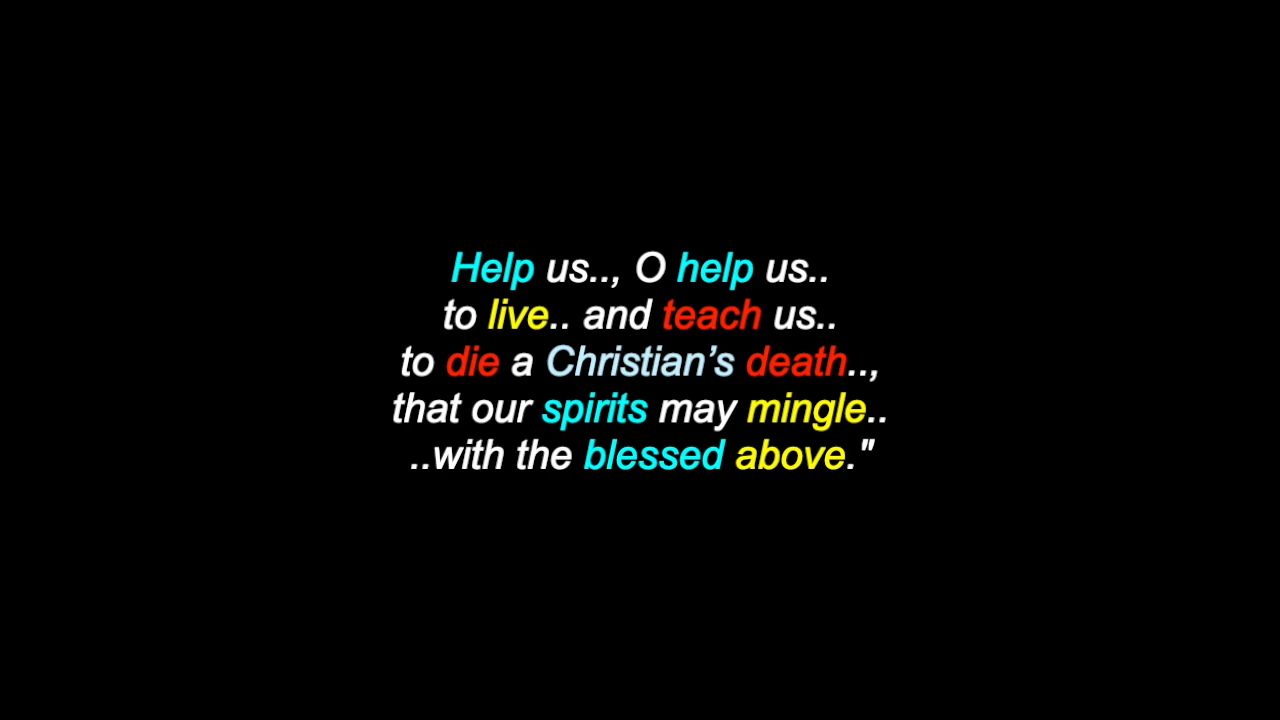 Help us.., O help us..
to live.. and teach us..
to die a Christian’s death..,
that our spirits may mingle..
..with the blessed above."